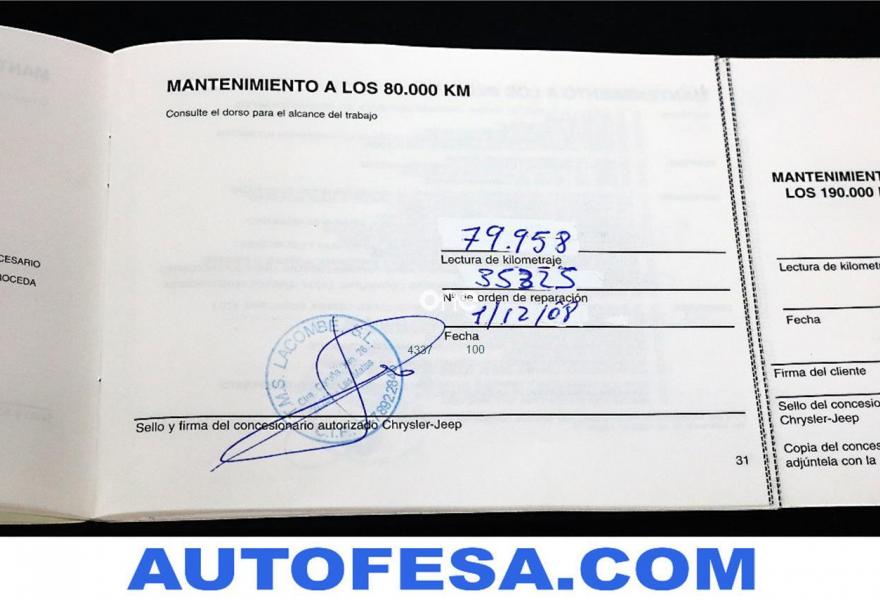 MANTENIMIENTO A LOS 80.000 KM
Consulte el dorso para el alcance del trabajo
79.958
Lectura de kilometraje
35325
Nº de orden de reparación
1/12/08
Fecha
4337 100
M.S. LACOMBE, S.L.
Las Matas
C.I.F.
Sello y firma del concesionario autorizado Chrysler-Jeep
31
CESARIO
OCEDA
MANTENIMIENT
LOS 190.000
Lectura de kilomet
Fecha
Firma del cliente
Sello del concesio
Chrysler-Jeep
Copia del conces
adjúntela con la
AUTOFESA.COM